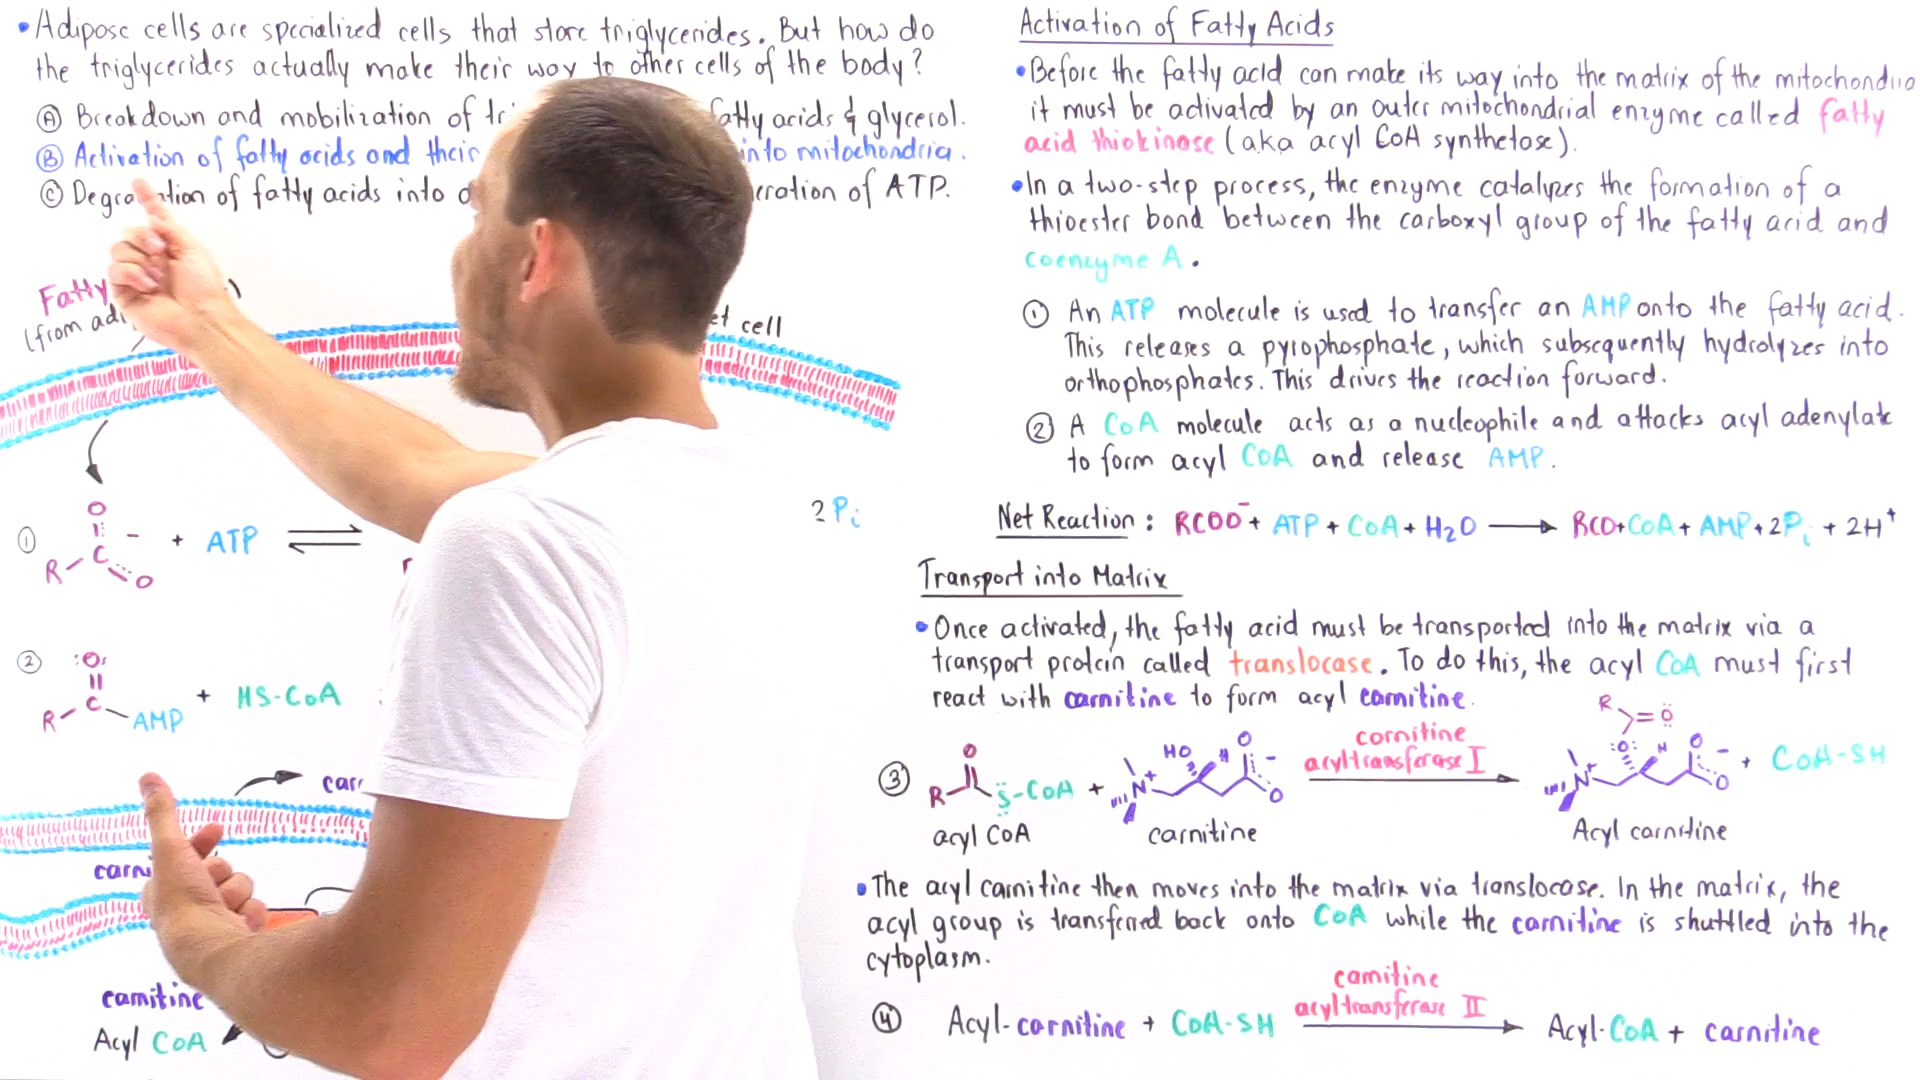 • Adipose cells are specialized cells that store triglycerides. But how do
the triglycerides actually make their way to other cells of the body?
Ⓐ Breakdown and mobilization of fatty acids & glycerol.
Ⓑ Activation of fatty acids and their into mitochondria.
Ⓒ Degradation of fatty acids into of ATP.
Fatty
(from
cell
① R C O O - + ATP ⇌
2Pi
② R C :O: AMP + HS-CoA
carnitine
Acyl CoA
Activation of Fatty Acids
• Before the fatty acid can make its way into the matrix of the mitochondria
it must be activated by an outer mitochondrial enzyme called fatty
acid thiokinase (aka acyl CoA synthetase).
• In a two-step process, the enzyme catalyzes the formation of a
thioester bond between the carboxyl group of the fatty acid and
coenzyme A.
① An ATP molecule is used to transfer an AMP onto the fatty acid.
This releases a pyrophosphate, which subsequently hydrolyzes into
orthophosphates. This drives the reaction forward.
② A CoA molecule acts as a nucleophile and attacks acyl adenylate
to form acyl CoA and release AMP.
Net Reaction: RCOO⁻ + ATP + CoA + H₂O → RCO+CoA + AMP + 2Pi + 2H⁺
Transport into Matrix
• Once activated, the fatty acid must be transported into the matrix via a
transport protein called translocase. To do this, the acyl CoA must first
react with carnitine to form acyl carnitine.
③ R O S-CoA + N⁺ HO H O - O carnitine acyltransferase I → R =O :O: H N⁺ O - O + CoA-SH
acyl CoA carnitine Acyl carnitine
• The acyl carnitine then moves into the matrix via translocase. In the matrix, the
acyl group is transferred back onto CoA while the carnitine is shuttled into the
cytoplasm.
④ Acyl-carnitine + CoA-SH carnitine acyltransferase II → Acyl-CoA + carnitine